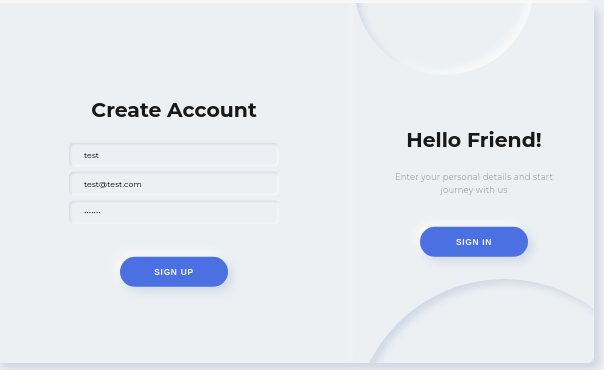 Create Account
test
test@test.com
•••••••
SIGN UP
Hello Friend!
Enter your personal details and start
journey with us
SIGN IN